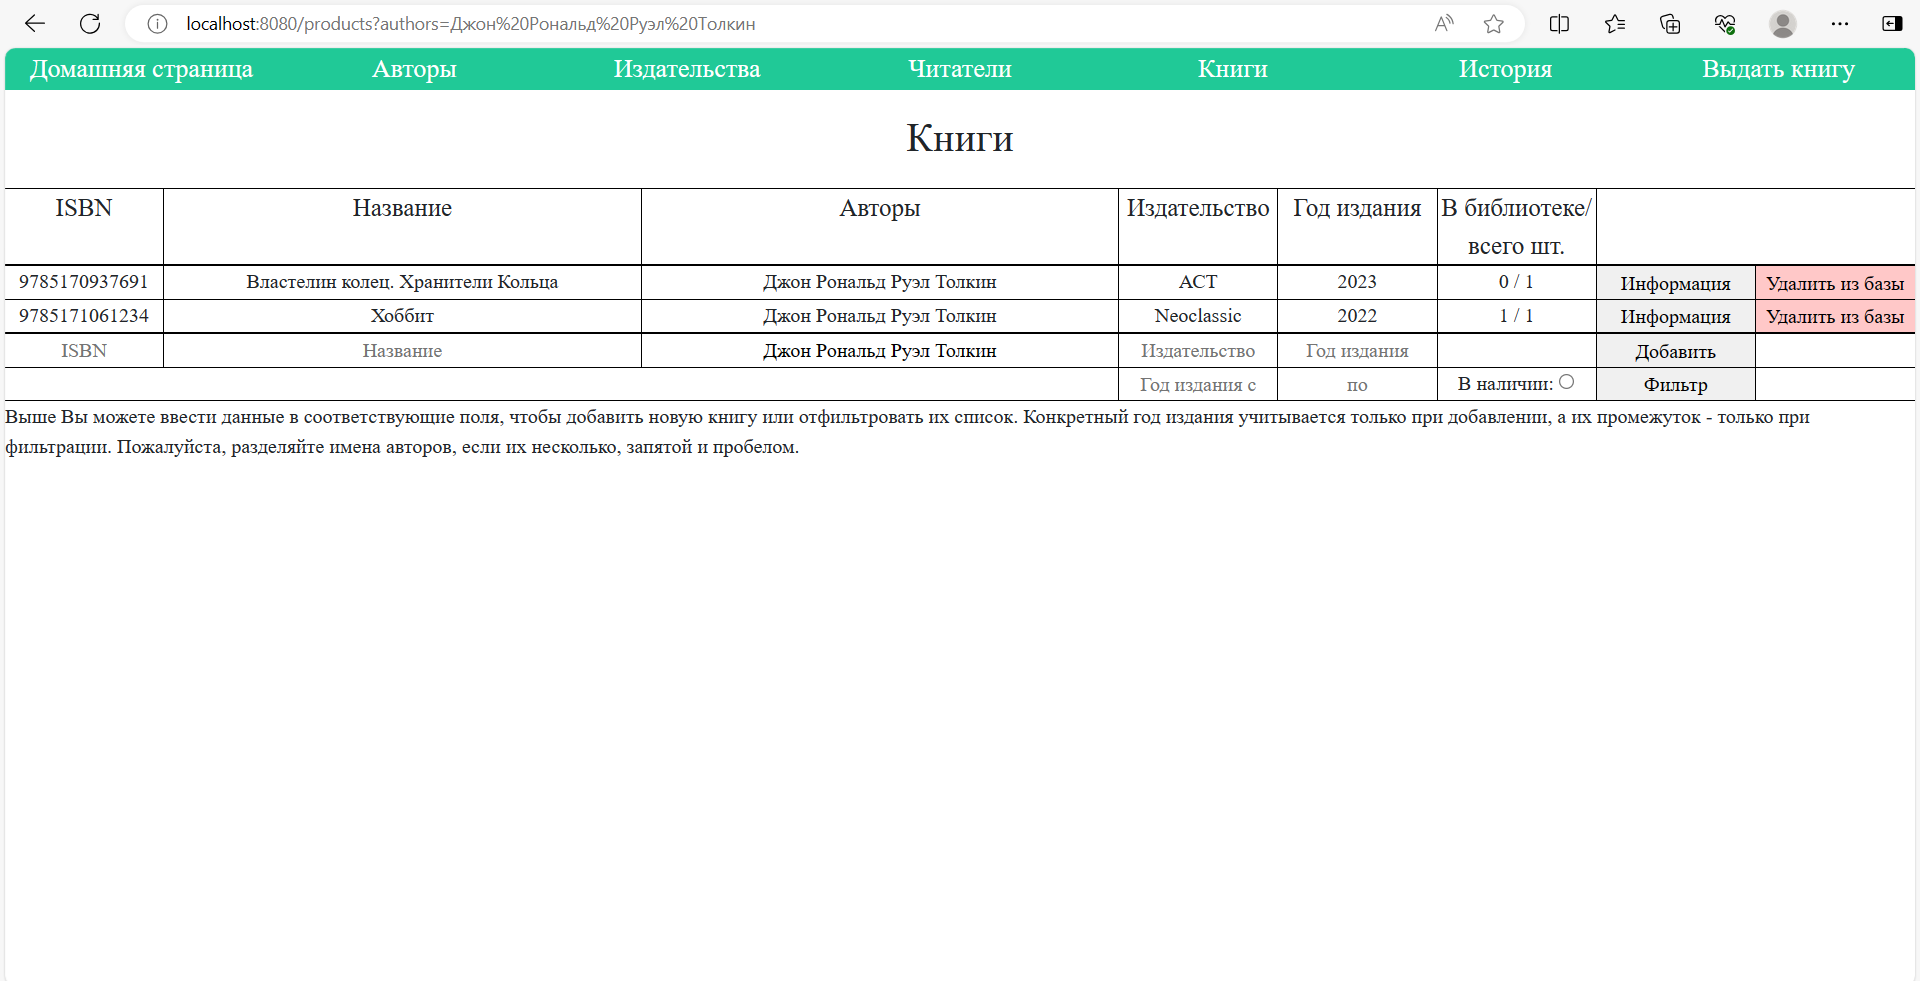 localhost:8080/products?authors=Джон%20Рональд%20Руэл%20Толкин
Домашняя страница Авторы Издательства Читатели Книги История Выдать книгу
Книги
ISBN Название Авторы Издательство Год издания В библиотеке/
всего шт.
9785170937691 Властелин колец. Хранители Кольца Джон Рональд Руэл Толкин АСТ 2023 0 / 1 Информация Удалить из базы
9785171061234 Хоббит Джон Рональд Руэл Толкин Neoclassic 2022 1 / 1 Информация Удалить из базы
ISBN Название Джон Рональд Руэл Толкин Издательство Год издания Добавить
Год издания с по В наличии: Фильтр
Выше Вы можете ввести данные в соответствующие поля, чтобы добавить новую книгу или отфильтровать их список. Конкретный год издания учитывается только при добавлении, а их промежуток - только при
фильтрации. Пожалуйста, разделяйте имена авторов, если их несколько, запятой и пробелом.